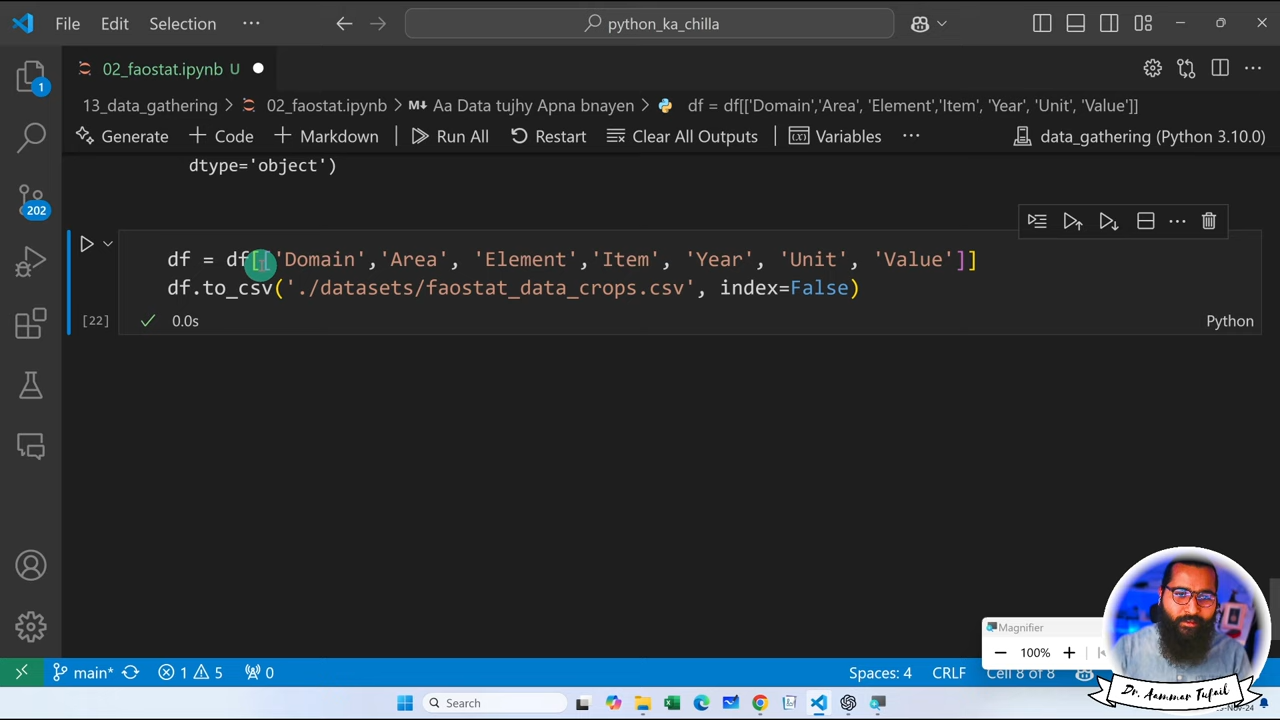 File Edit Selection ··· python_ka_chilla
02_faostat.ipynb U
13_data_gathering > 02_faostat.ipynb > M↓ Aa Data tujhy Apna bnayen > df = df[['Domain','Area', 'Element','Item', 'Year', 'Unit', 'Value']]
Generate + Code + Markdown Run All Restart Clear All Outputs Variables ··· data_gathering (Python 3.10.0)
dtype='object')
df = df[['Domain','Area', 'Element','Item', 'Year', 'Unit', 'Value']]
df.to_csv('./datasets/faostat_data_crops.csv', index=False)
[22] 0.0s Python
1
202
Magnifier
100%
main* 1 5 0 Spaces: 4 CRLF Cell 8 of 8
Dr. Aammar Tufail
Search